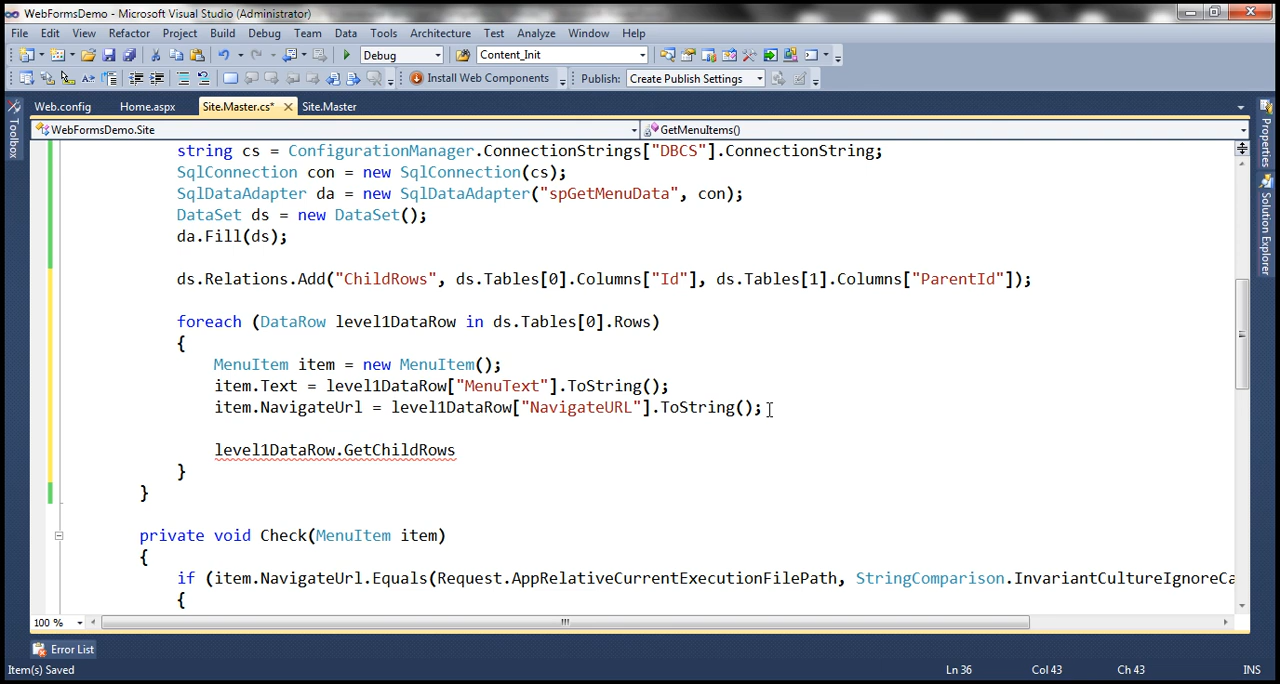 WebFormsDemo - Microsoft Visual Studio (Administrator)
File Edit View Refactor Project Build Debug Team Data Tools Architecture Test Analyze Window Help
Debug Content_Init
Install Web Components Publish: Create Publish Settings
Web.config Home.aspx Site.Master.cs* Site.Master
WebFormsDemo.Site GetMenuItems()
string cs = ConfigurationManager.ConnectionStrings["DBCS"].ConnectionString;
SqlConnection con = new SqlConnection(cs);
SqlDataAdapter da = new SqlDataAdapter("spGetMenuData", con);
DataSet ds = new DataSet();
da.Fill(ds);
ds.Relations.Add("ChildRows", ds.Tables[0].Columns["Id"], ds.Tables[1].Columns["ParentId"]);
foreach (DataRow level1DataRow in ds.Tables[0].Rows)
{
MenuItem item = new MenuItem();
item.Text = level1DataRow["MenuText"].ToString();
item.NavigateUrl = level1DataRow["NavigateURL"].ToString();
level1DataRow.GetChildRows
}
}
private void Check(MenuItem item)
{
if (item.NavigateUrl.Equals(Request.AppRelativeCurrentExecutionFilePath, StringComparison.InvariantCultureIgnoreCa
{
100 %
Error List
Item(s) Saved Ln 36 Col 43 Ch 43 INS
Toolbox
Properties
Solution Explorer